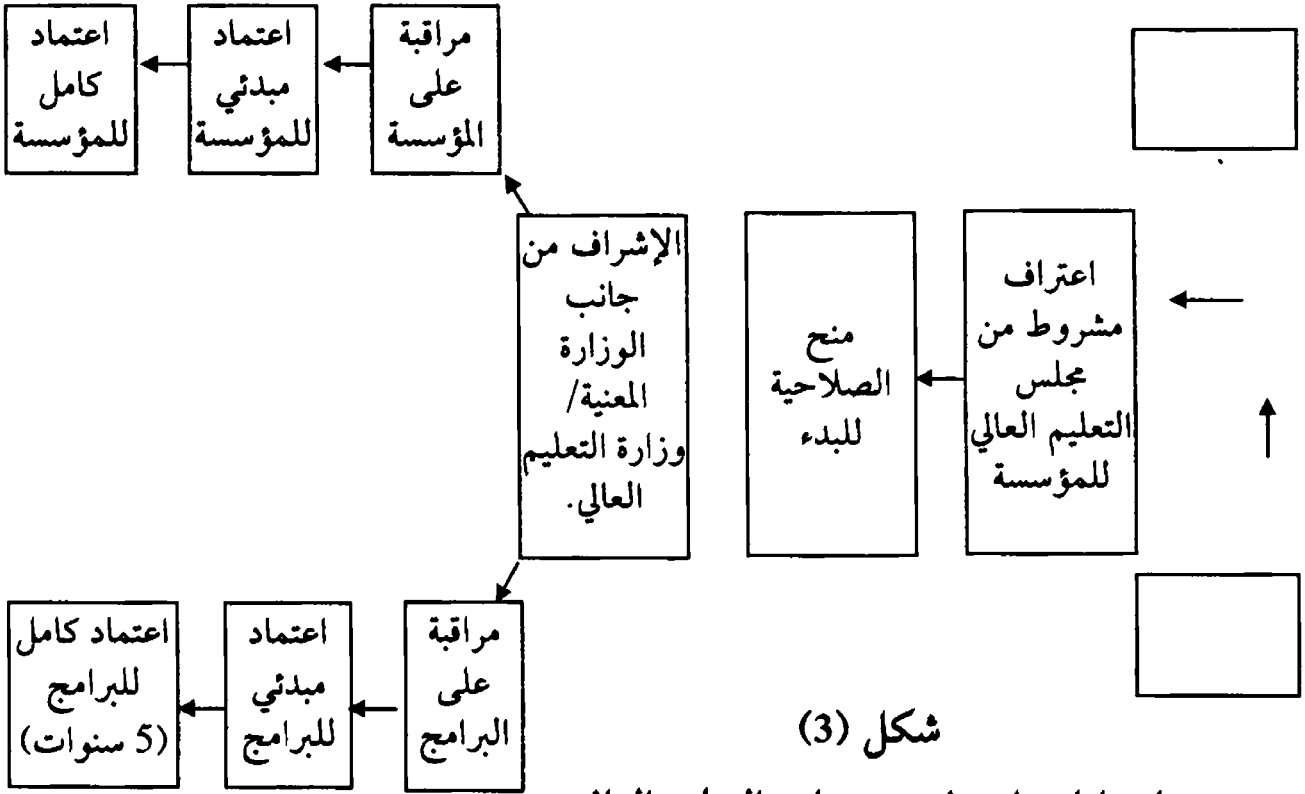 اعتراف
مشروط من
مجلس
التعليم العالي
للمؤسسة
منح
الصلاحية
للبدء
الإشراف من
جانب
الوزارة
المعنية/
وزارة التعليم
العالي.
مراقبة
على
المؤسسة
اعتماد
مبدئي
للمؤسسة
اعتماد
كامل
للمؤسسة
مراقبة
على
البرامج
اعتماد
مبدئي
للبرامج
اعتماد كامل
للبرامج
(5 سنوات)
شكل (3)